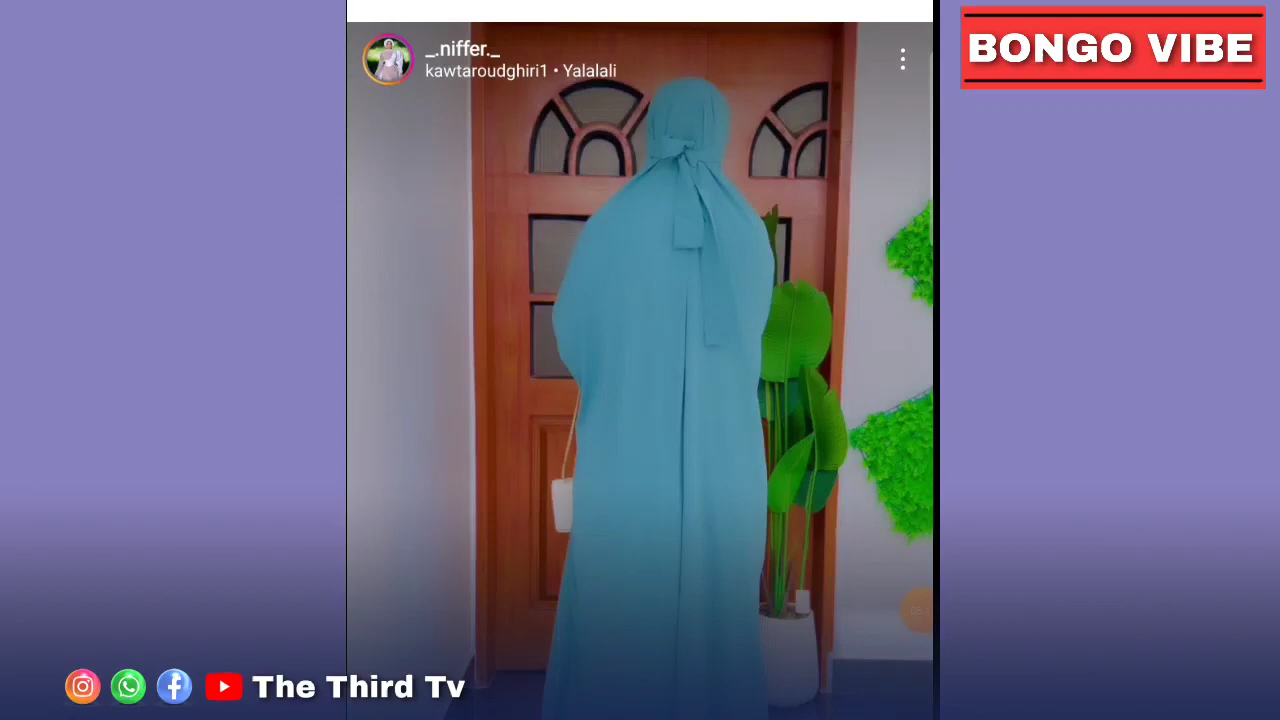 _.niffer._
kawtaroudghiri1 • Yalalali
BONGO VIBE
The Third Tv